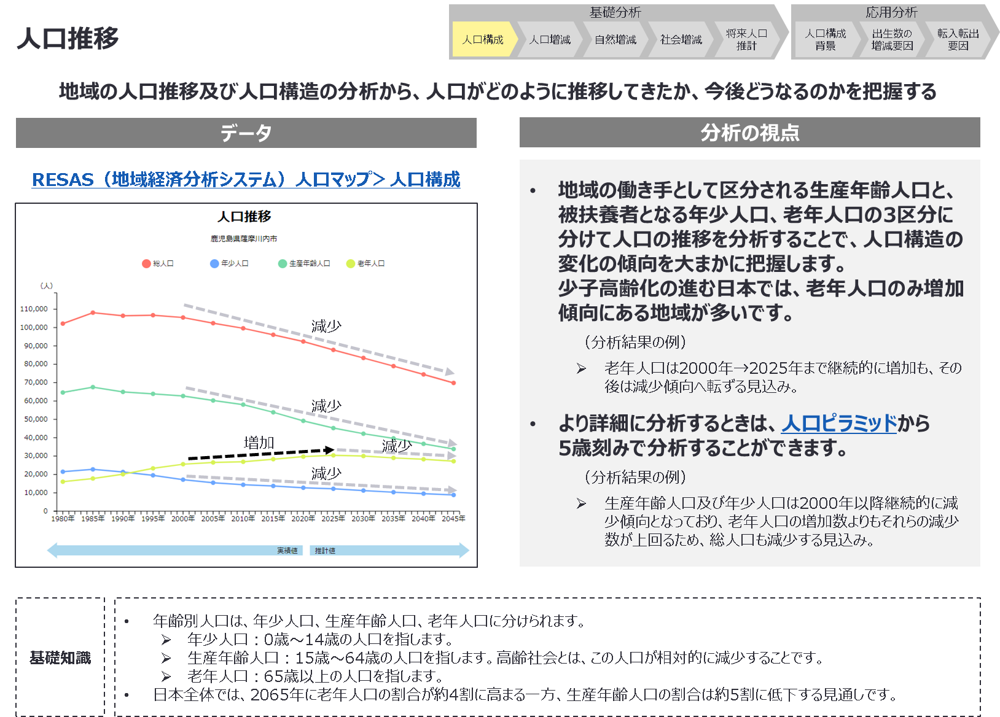 人口推移
基礎分析
人口構成
人口増減
自然増減
社会増減
将来人口
推計
応用分析
人口構成
背景
出生数の
増減要因
転入転出
要因
地域の人口推移及び人口構造の分析から、人口がどのように推移してきたか、今後どうなるのかを把握する
データ
RESAS（地域経済分析システム）人口マップ＞人口構成
人口推移
鹿児島県薩摩川内市
総人口 年少人口 生産年齢人口 老年人口
（人）
110,000
100,000
90,000
80,000
70,000
60,000
50,000
40,000
30,000
20,000
10,000
0
減少
減少
増加
減少
減少
1980年 1985年 1990年 1995年 2000年 2005年 2010年 2015年 2020年 2025年 2030年 2035年 2040年 2045年
実績値 推計値
分析の視点
• 地域の働き手として区分される生産年齢人口と、
被扶養者となる年少人口、老年人口の3区分に
分けて人口の推移を分析することで、人口構造の
変化の傾向を大まかに把握します。
少子高齢化の進む日本では、老年人口のみ増加
傾向にある地域が多いです。
（分析結果の例）
➢ 老年人口は2000年→2025年まで継続的に増加も、その
後は減少傾向へ転ずる見込み。
• より詳細に分析するときは、人口ピラミッドから
5歳刻みで分析することができます。
（分析結果の例）
➢ 生産年齢人口及び年少人口は2000年以降継続的に減
少傾向となっており、老年人口の増加数よりもそれらの減少
数が上回るため、総人口も減少する見込み。
基礎知識
• 年齢別人口は、年少人口、生産年齢人口、老年人口に分けられます。
➢ 年少人口：0歳～14歳の人口を指します。
➢ 生産年齢人口：15歳～64歳の人口を指します。高齢社会とは、この人口が相対的に減少することです。
➢ 老年人口：65歳以上の人口を指します。
• 日本全体では、2065年に老年人口の割合が約4割に高まる一方、生産年齢人口の割合は約5割に低下する見通しです。